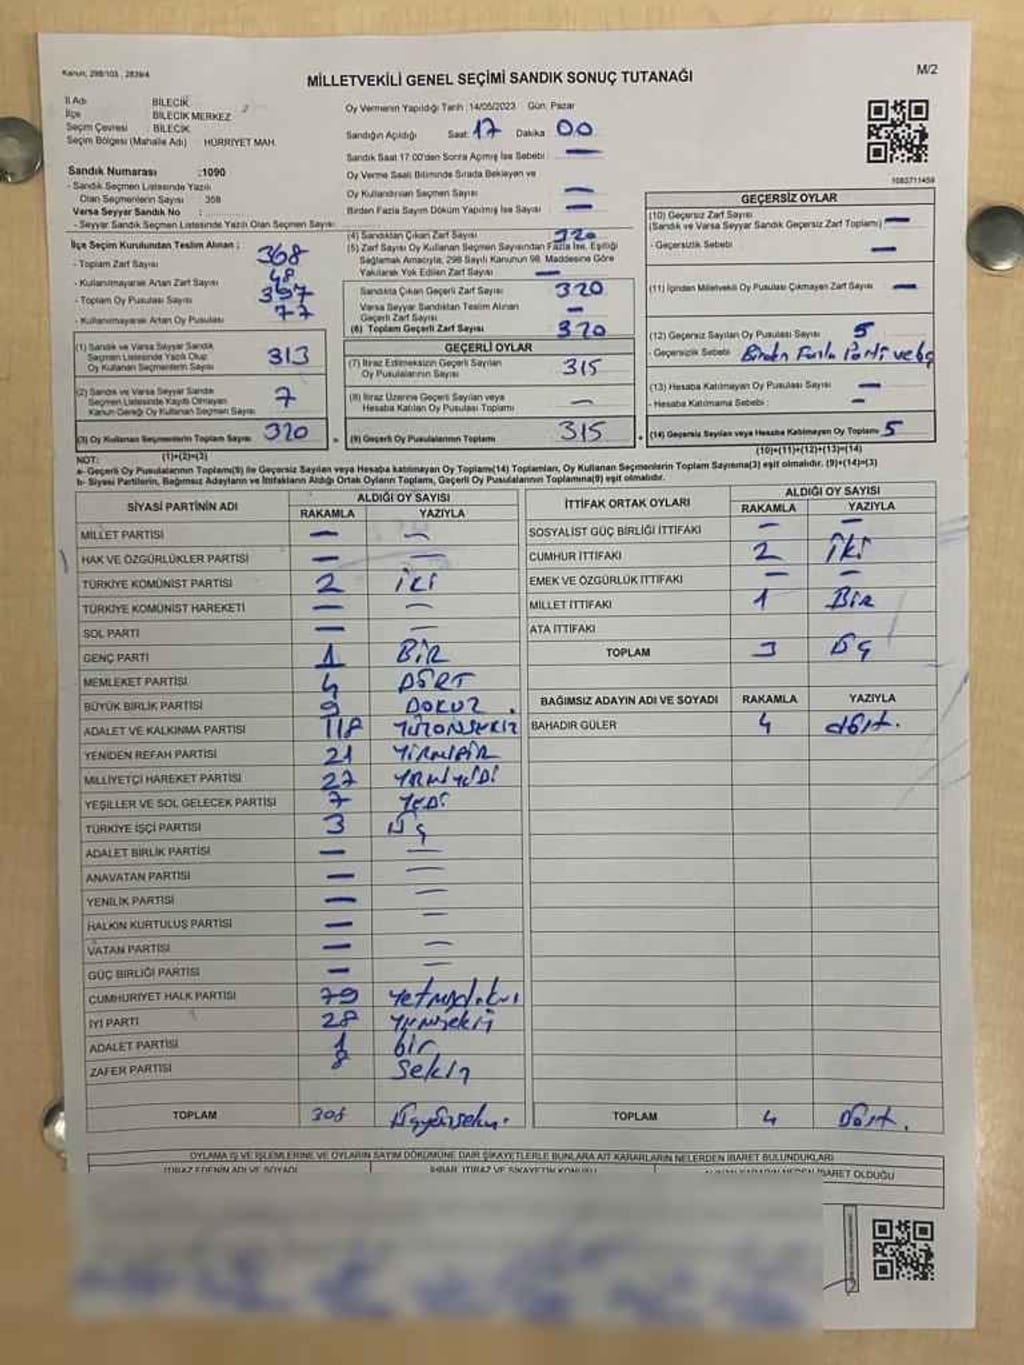 Kanun; 298/103 , 2839/4
MİLLETVEKİLİ GENEL SEÇİMİ SANDIK SONUÇ TUTANAĞI
M/2
İl Adı BİLECİK
İlçe BİLECİK MERKEZ
Seçim Çevresi BİLECİK
Seçim Bölgesi (Mahalle Adı) HÜRRİYET MAH.
Oy Vermenin Yapıldığı Tarih :14/05/2023 Gün: Pazar
Sandığın Açıldığı Saat: 17 Dakika 00
Sandık Saat 17:00'den Sonra Açmış İse Sebebi : —
Oy Verme Saati Bitiminde Sırada Bekleyen ve
Oy Kullandırılan Seçmen Sayısı —
Birden Fazla Sayım Döküm Yapılmış İse Sayısı —
Sandık Numarası :1090
- Sandık Seçmen Listesinde Yazılı
Olan Seçmenlerin Sayısı 358
Varsa Seyyar Sandık No :
- Seyyar Sandık Seçmen Listesinde Yazılı Olan Seçmen Sayısı:
İlçe Seçim Kurulundan Teslim Alınan ;
- Toplam Zarf Sayısı 368
- Kullanılmayarak Artan Zarf Sayısı 48
- Toplam Oy Pusulası Sayısı 397
- Kullanılmayarak Artan Oy Pusulası 77
(1) Sandık ve Varsa Seyyar Sandık
Seçmen Listesinde Yazılı Olup
Oy Kullanan Seçmenlerin Sayısı 313
(2) Sandık ve Varsa Seyyar Sandık
Seçmen Listesinde Kayıtlı Olmayan
Kanun Gereği Oy Kullanan Seçmen Sayısı 7
(3) Oy Kullanan Seçmenlerin Toplam Sayısı 320
(1)+(2)=(3)
(4) Sandıktan Çıkan Zarf Sayısı 320
(5) Zarf Sayısı Oy Kullanan Seçmen Sayısından Fazla İse, Eşitliği
Sağlamak Amacıyla, 298 Sayılı Kanunun 98. Maddesine Göre
Yakılarak Yok Edilen Zarf Sayısı —
Sandıkta Çıkan Geçerli Zarf Sayısı 320
Varsa Seyyar Sandıktan Teslim Alınan
Geçerli Zarf Sayısı —
(6) Toplam Geçerli Zarf Sayısı 320
GEÇERLİ OYLAR
(7) İtiraz Edilmeksizin Geçerli Sayılan
Oy Pusulalarının Sayısı 315
(8) İtiraz Üzerine Geçerli Sayılan veya
Hesaba Katılan Oy Pusulası Toplamı —
(9) Geçerli Oy Pusulalarının Toplamı 315
1083711459
GEÇERSİZ OYLAR
(10) Geçersiz Zarf Sayısı —
(Sandık ve Varsa Seyyar Sandık Geçersiz Zarf Toplamı)
- Geçersizlik Sebebi —
(11) İçinden Milletvekili Oy Pusulası Çıkmayan Zarf Sayısı —
(12) Geçersiz Sayılan Oy Pusulası Sayısı 5
- Geçersizlik Sebebi Birden Fazla Parti vebg
(13) Hesaba Katılmayan Oy Pusulası Sayısı —
- Hesaba Katılmama Sebebi : —
(14) Geçersiz Sayılan veya Hesaba Katılmayan Oy Toplamı 5
(10)+(11)+(12)+(13)=(14)
NOT:
a- Geçerli Oy Pusulalarının Toplamı(9) ile Geçersiz Sayılan veya Hesaba katılmayan Oy Toplamı(14) Toplamları, Oy Kullanan Seçmenlerin Toplam Sayısına(3) eşit olmalıdır. (9)+(14)=(3)
b- Siyasi Partilerin, Bağımsız Adayların ve İttifakların Aldığı Ortak Oyların Toplamı, Geçerli Oy Pusulalarının Toplamına(9) eşit olmalıdır.
SİYASİ PARTİNİN ADI ALDIĞI OY SAYISI
RAKAMLA YAZIYLA
MİLLET PARTİSİ — —
HAK VE ÖZGÜRLÜKLER PARTİSİ — —
TÜRKİYE KOMÜNİST PARTİSİ 2 iki
TÜRKİYE KOMÜNİST HAREKETİ — —
SOL PARTİ — —
GENÇ PARTİ 1 BİR
MEMLEKET PARTİSİ 4 DÖRT
BÜYÜK BİRLİK PARTİSİ 9 DOKUZ .
ADALET VE KALKINMA PARTİSİ 118 YÜZONSEKİZ
YENİDEN REFAH PARTİSİ 21 YİRMİBİR
MİLLİYETÇİ HAREKET PARTİSİ 27 YİRMİYEDİ
YEŞİLLER VE SOL GELECEK PARTİSİ 7 YEDİ
TÜRKİYE İŞÇİ PARTİSİ 3 Üç
ADALET BİRLİK PARTİSİ — —
ANAVATAN PARTİSİ — —
YENİLİK PARTİSİ — —
HALKIN KURTULUŞ PARTİSİ — —
VATAN PARTİSİ — —
GÜÇ BİRLİĞİ PARTİSİ — —
CUMHURİYET HALK PARTİSİ 79 Yetmişdokuz
İYİ PARTİ 28 Yirmisekiz
ADALET PARTİSİ 1 bir
ZAFER PARTİSİ 8 Sekiz
TOPLAM 308 Üçyüzsekiz.
İTTİFAK ORTAK OYLARI ALDIĞI OY SAYISI
RAKAMLA YAZIYLA
SOSYALİST GÜÇ BİRLİĞİ İTTİFAKI — —
CUMHUR İTTİFAKI 2 İki
EMEK VE ÖZGÜRLÜK İTTİFAKI — —
MİLLET İTTİFAKI 1 Bir
ATA İTTİFAKI
TOPLAM 3 Üç
BAĞIMSIZ ADAYIN ADI VE SOYADI RAKAMLA YAZIYLA
BAHADIR GÜLER 4 dört.
TOPLAM 4 Dört.
OYLAMA İŞ VE İŞLEMLERİNE VE OYLARIN SAYIM DÖKÜMÜNE DAİR ŞİKAYETLERLE BUNLARA AİT KARARLARIN NELERDEN İBARET BULUNDUKLARI
İTİRAZ EDENİN ADI VE SOYADI İHBAR, İTİRAZ VE ŞİKAYETİN KONUSU İBARET OLDUĞU